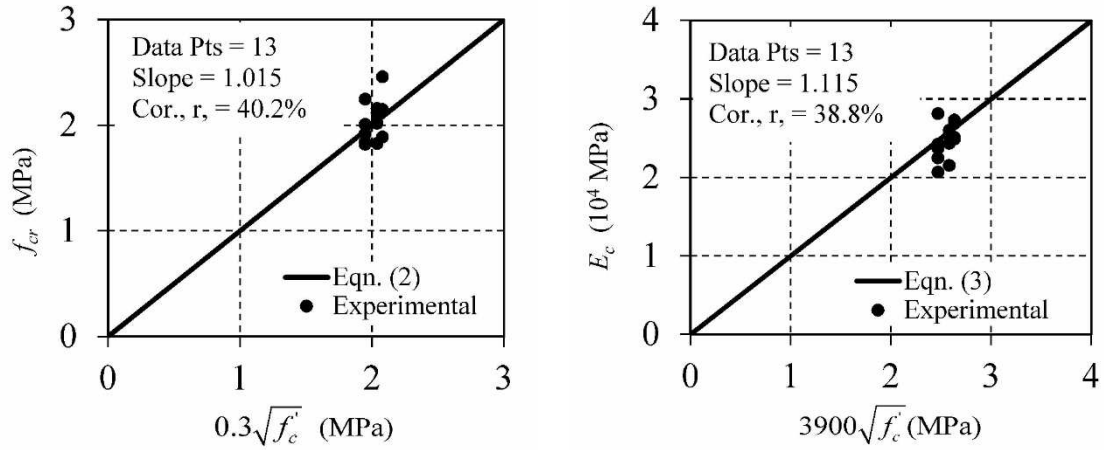 3
2
1
0
f_cr (MPa)
Data Pts = 13
Slope = 1.015
Cor., r, = 40.2%
Eqn. (2)
Experimental
0 1 2 3
0.3√f'_c (MPa)
4
3
2
1
0
E_c (10⁴ MPa)
Data Pts = 13
Slope = 1.115
Cor., r, = 38.8%
Eqn. (3)
Experimental
0 1 2 3 4
3900√f'_c (MPa)